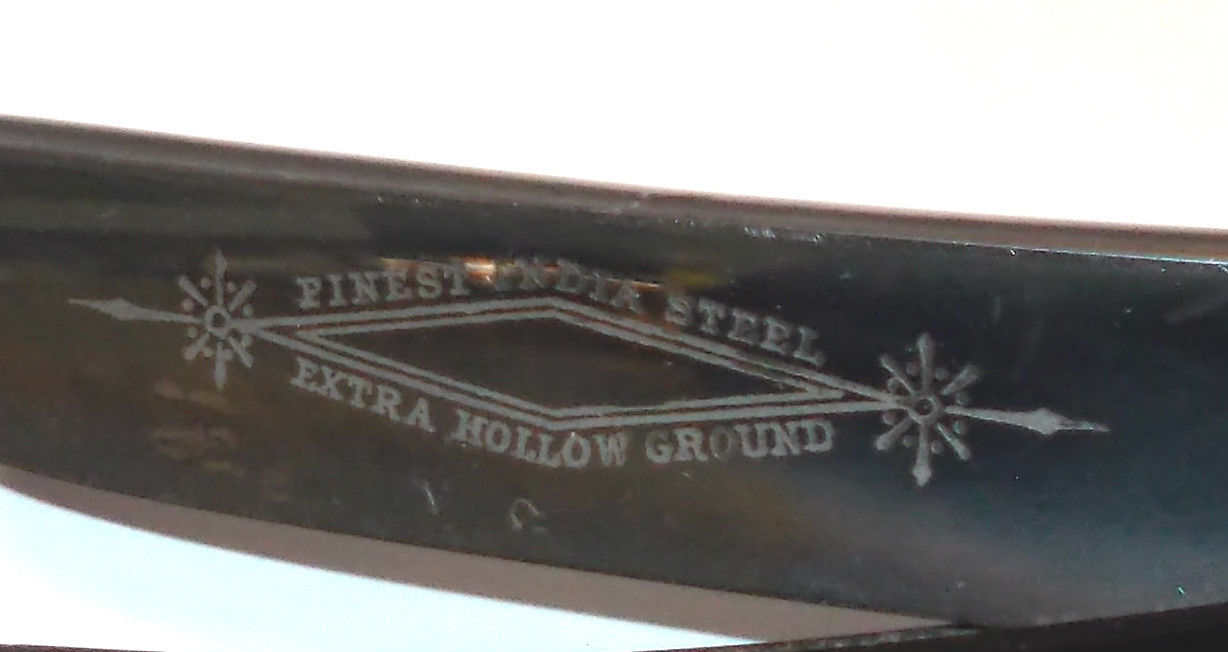 FINEST INDIA STEEL
EXTRA HOLLOW GROUND